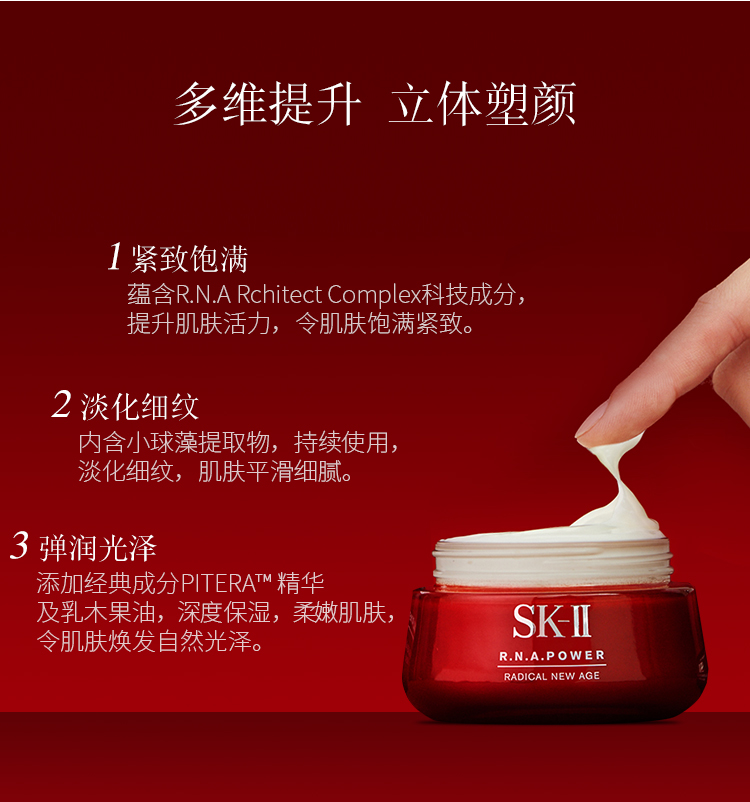 多维提升 立体塑颜
1 紧致饱满
蕴含R.N.A Rchitect Complex科技成分，
提升肌肤活力，令肌肤饱满紧致。
2 淡化细纹
内含小球藻提取物，持续使用，
淡化细纹，肌肤平滑细腻。
3 弹润光泽
添加经典成分PITERA™ 精华
及乳木果油，深度保湿，柔嫩肌肤，
令肌肤焕发自然光泽。
SK-II
R.N.A.POWER
RADICAL NEW AGE